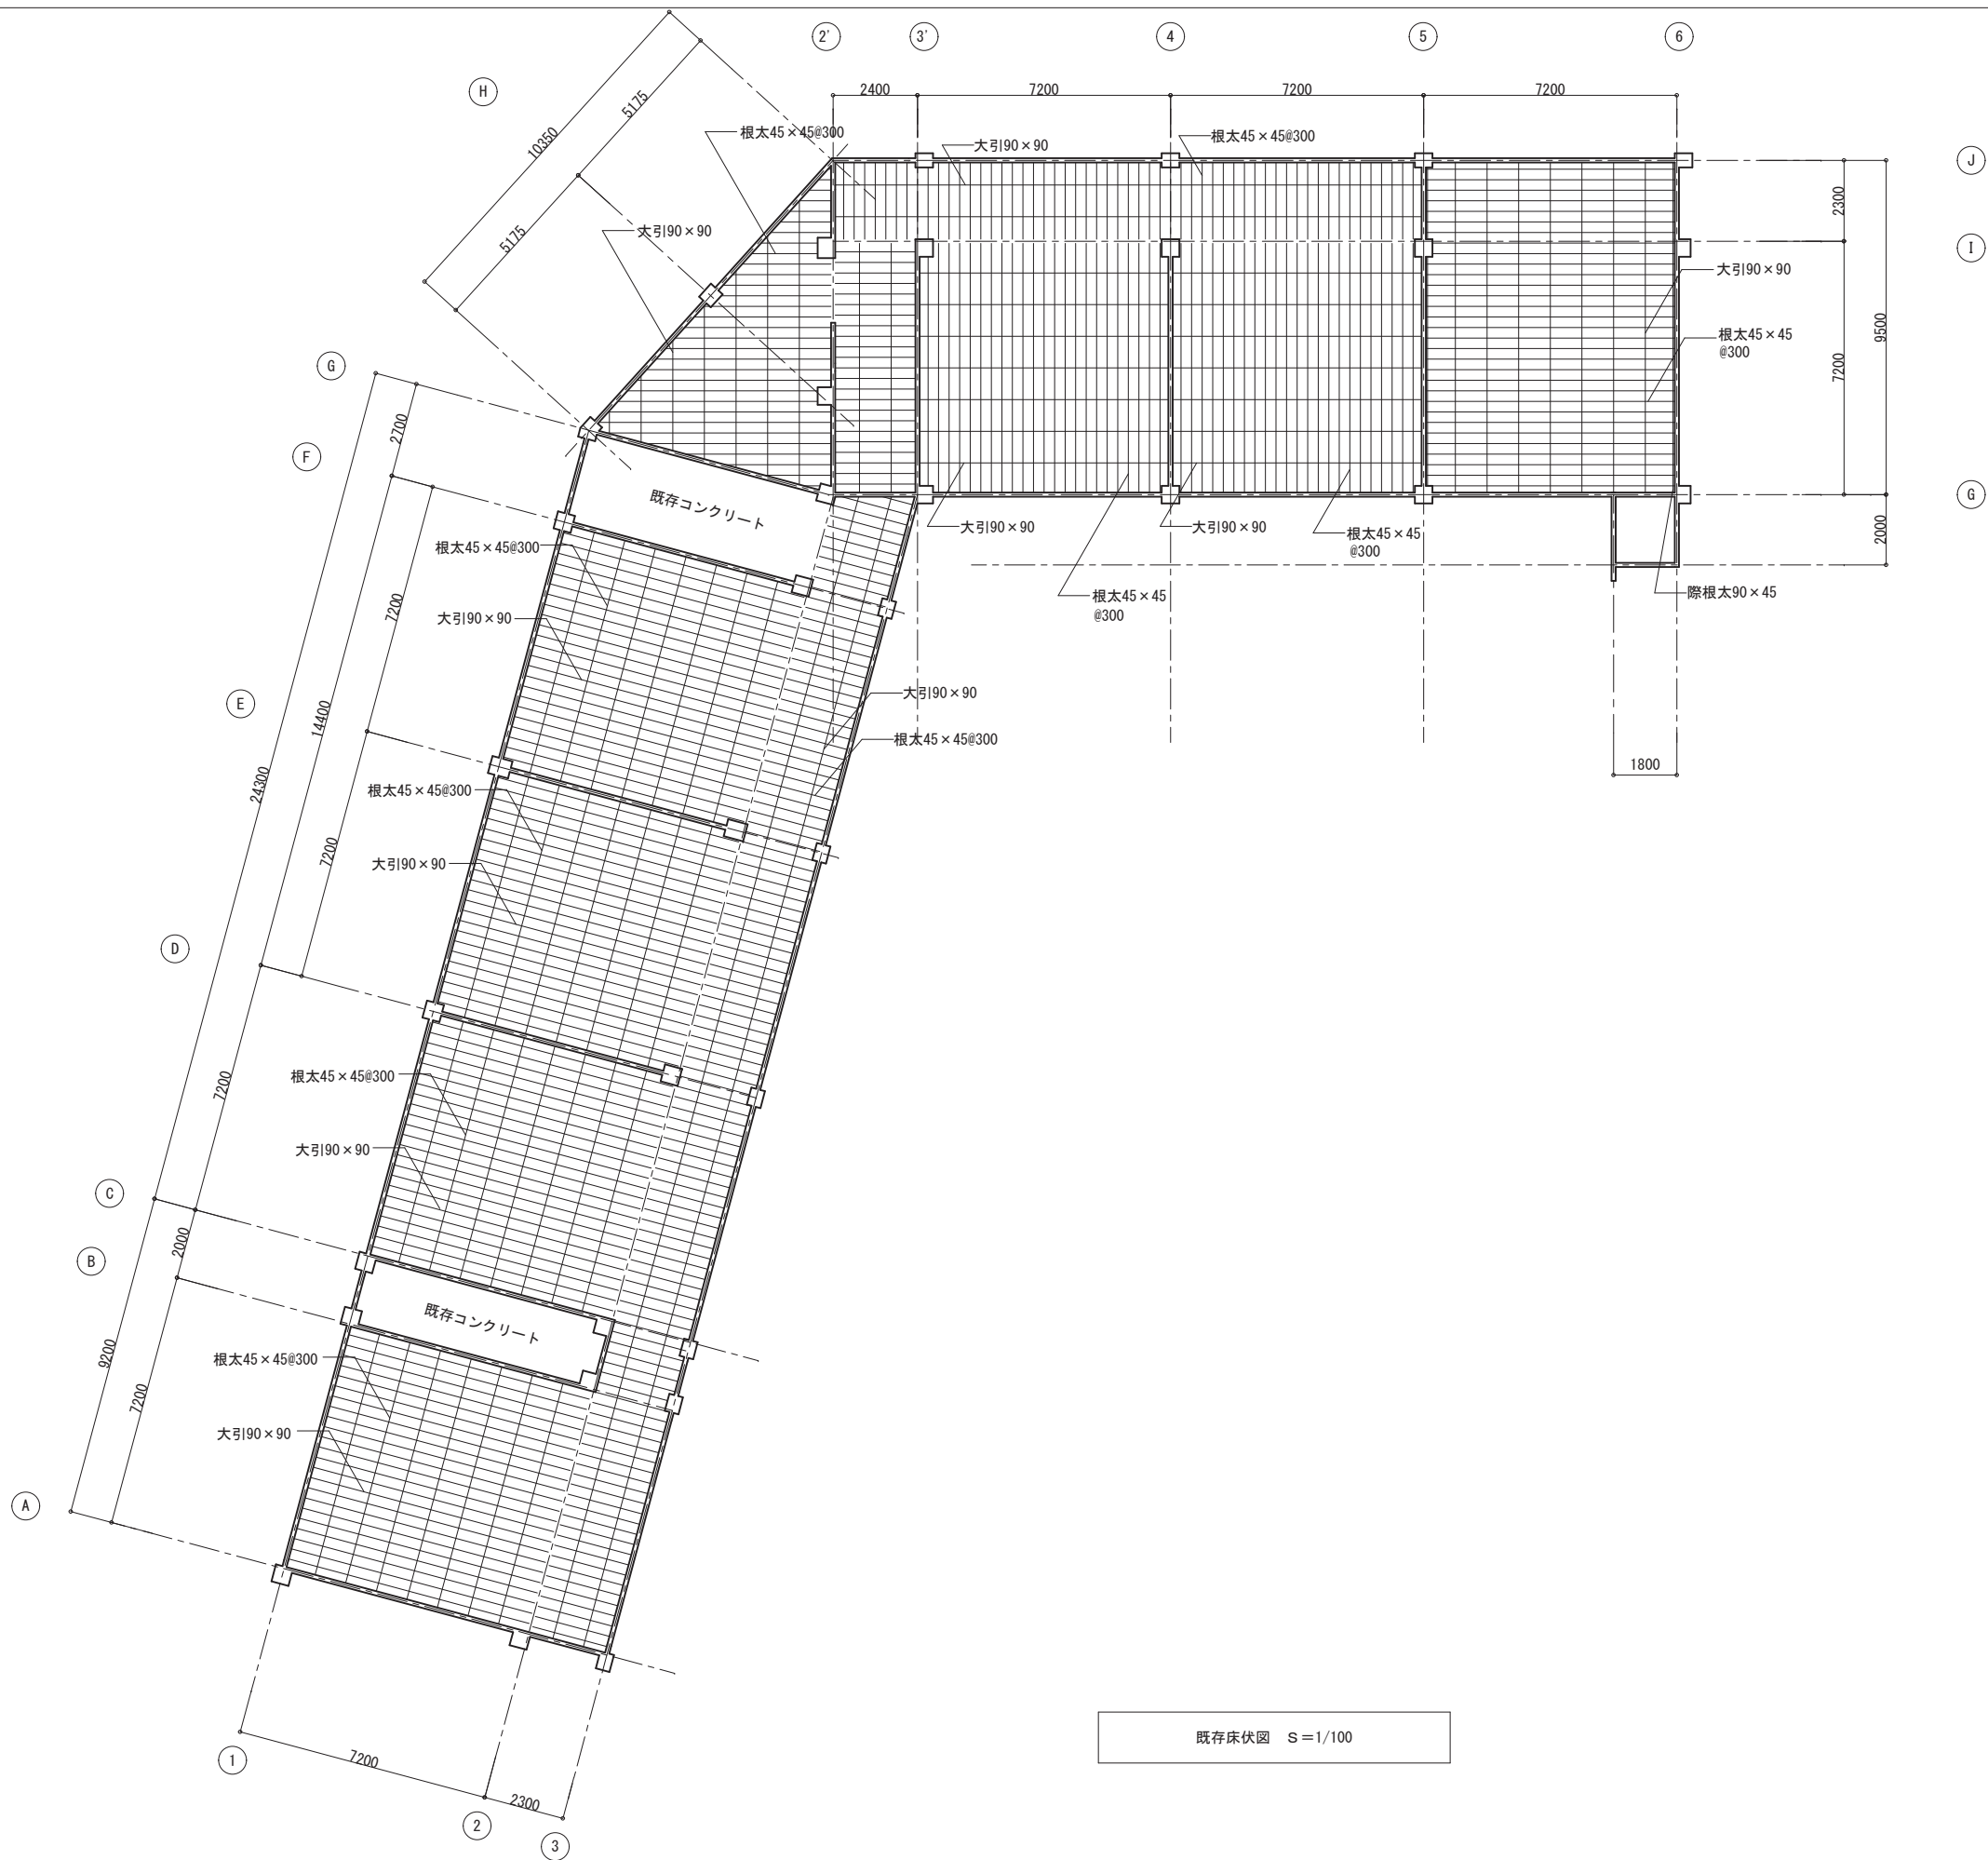 2'
3'
4
5
6
H
2400
7200
7200
7200
5175
10350
根太45×45@300
大引90×90
根太45×45@300
J
2300
5175
大引90×90
I
大引90×90
根太45×45
@300
9500
7200
G
2700
F
既存コンクリート
G
大引90×90
大引90×90
根太45×45
@300
2000
根太45×45@300
根太45×45
@300
際根太90×45
7200
大引90×90
E
14400
大引90×90
根太45×45@300
1800
24300
根太45×45@300
7200
大引90×90
D
7200
根太45×45@300
大引90×90
C
2000
B
既存コンクリート
9200
根太45×45@300
7200
大引90×90
A
既存床伏図　S=1/100
1
7200
2300
2
3